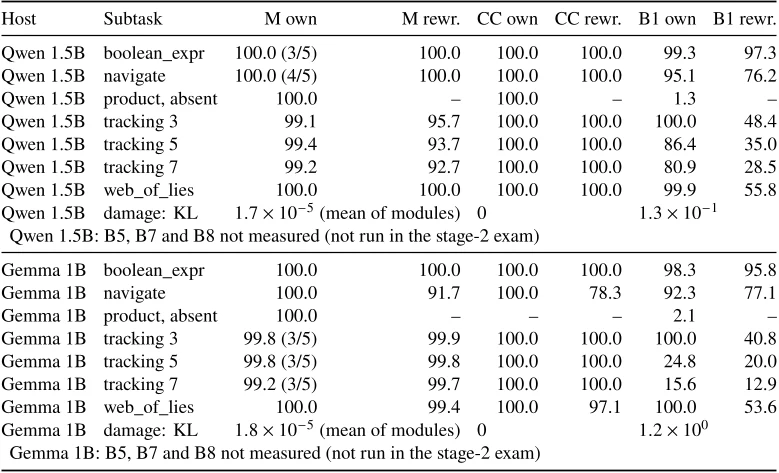 Host Subtask M own M rewr. CC own CC rewr. B1 own B1 rewr.
Qwen 1.5B boolean_expr 100.0 (3/5) 100.0 100.0 100.0 99.3 97.3
Qwen 1.5B navigate 100.0 (4/5) 100.0 100.0 100.0 95.1 76.2
Qwen 1.5B product, absent 100.0 – 100.0 – 1.3 –
Qwen 1.5B tracking 3 99.1 95.7 100.0 100.0 100.0 48.4
Qwen 1.5B tracking 5 99.4 93.7 100.0 100.0 86.4 35.0
Qwen 1.5B tracking 7 99.2 92.7 100.0 100.0 80.9 28.5
Qwen 1.5B web_of_lies 100.0 100.0 100.0 100.0 99.9 55.8
Qwen 1.5B damage: KL 1.7 × 10⁻⁵ (mean of modules) 0 1.3 × 10⁻¹
Qwen 1.5B: B5, B7 and B8 not measured (not run in the stage-2 exam)
Gemma 1B boolean_expr 100.0 100.0 100.0 100.0 98.3 95.8
Gemma 1B navigate 100.0 91.7 100.0 78.3 92.3 77.1
Gemma 1B product, absent 100.0 – – – 2.1 –
Gemma 1B tracking 3 99.8 (3/5) 99.9 100.0 100.0 100.0 40.8
Gemma 1B tracking 5 99.8 (3/5) 99.8 100.0 100.0 24.8 20.0
Gemma 1B tracking 7 99.2 (3/5) 99.7 100.0 100.0 15.6 12.9
Gemma 1B web_of_lies 100.0 99.4 100.0 97.1 100.0 53.6
Gemma 1B damage: KL 1.8 × 10⁻⁵ (mean of modules) 0 1.2 × 10⁰
Gemma 1B: B5, B7 and B8 not measured (not run in the stage-2 exam)